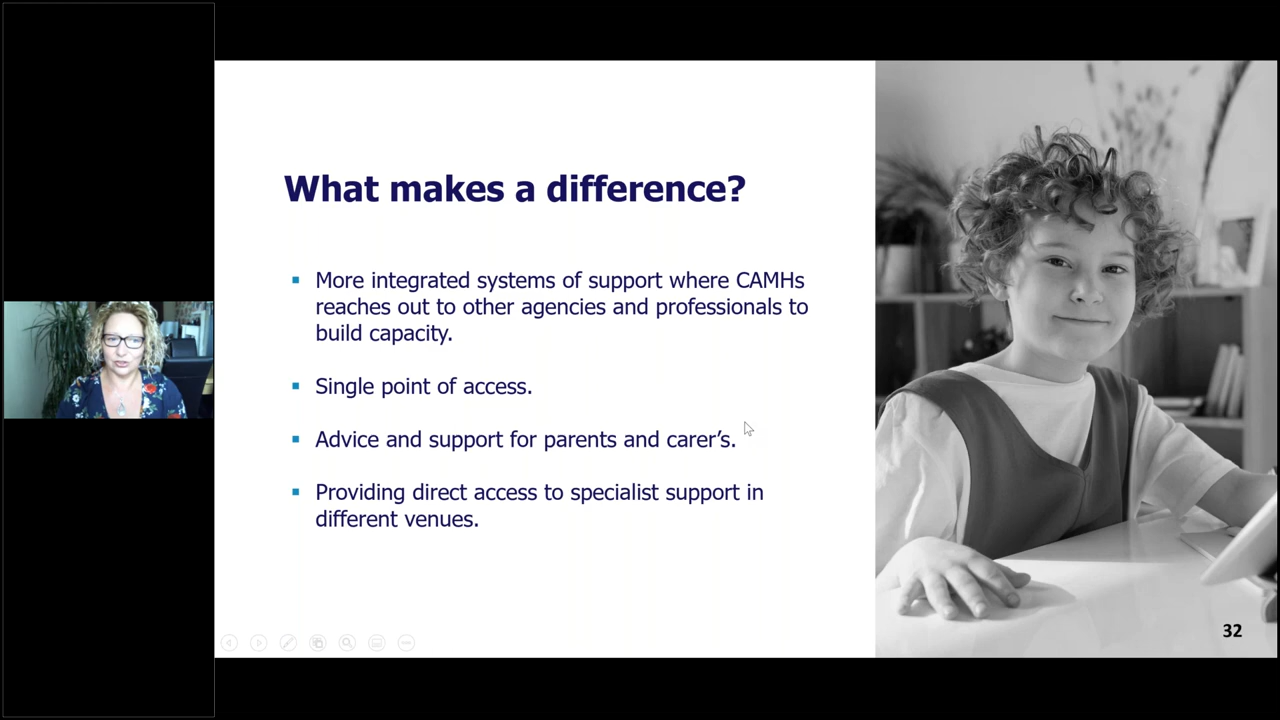 What makes a difference?
More integrated systems of support where CAMHs
reaches out to other agencies and professionals to
build capacity.
Single point of access.
Advice and support for parents and carer’s.
Providing direct access to specialist support in
different venues.
32